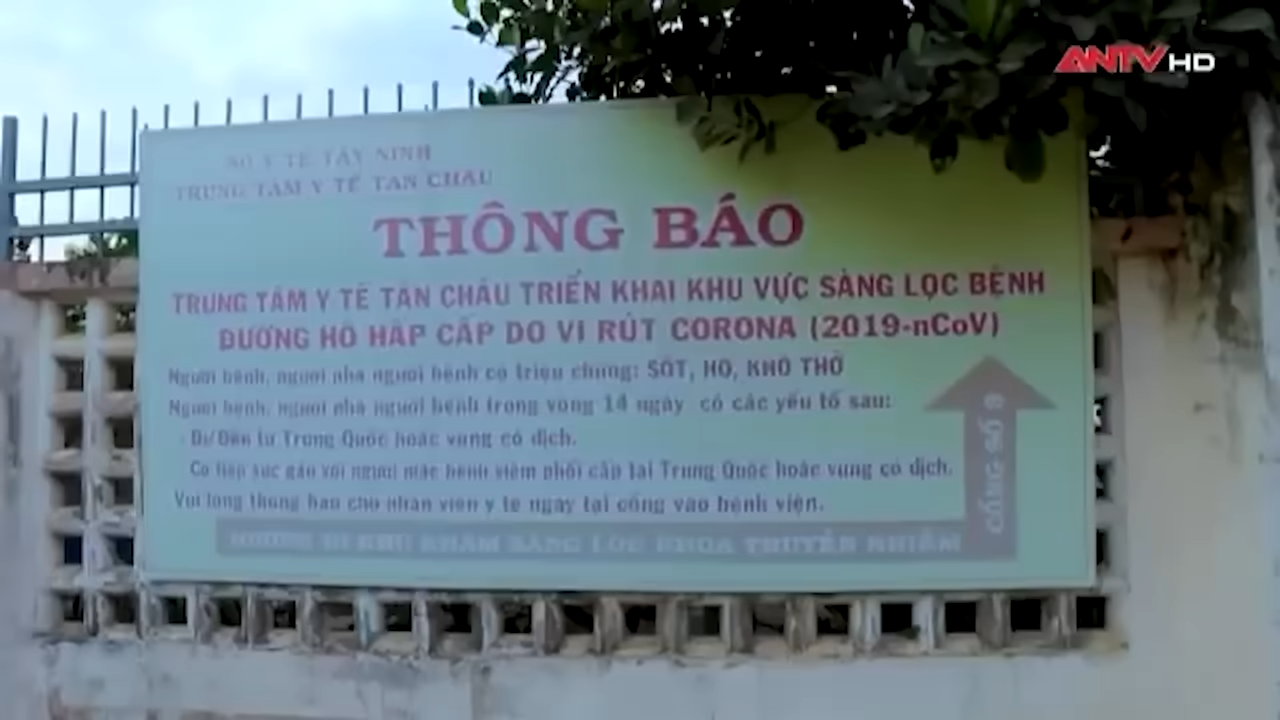 ANTV HD
SỞ Y TẾ TÂY NINH
TRUNG TÂM Y TẾ TÂN CHÂU
THÔNG BÁO
TRUNG TÂM Y TẾ TÂN CHÂU TRIỂN KHAI KHU VỰC SÀNG LỌC BỆNH
ĐƯỜNG HÔ HẤP CẤP DO VI RÚT CORONA (2019-nCoV)
Người bệnh, người nhà người bệnh có triệu chứng: SỐT, HO, KHÓ THỞ
Người bệnh, người nhà người bệnh trong vòng 14 ngày có các yếu tố sau:
- Đi/Đến từ Trung Quốc hoặc vùng có dịch.
Có tiếp xúc gần với người mắc bệnh viêm phổi cấp tại Trung Quốc hoặc vùng có dịch.
Vui lòng thông báo cho nhân viên y tế ngay tại cổng vào bệnh viện.
HƯỚNG ĐI KHU KHÁM SÀNG LỌC KHOA TRUYỀN NHIỄM
CỔNG SỐ